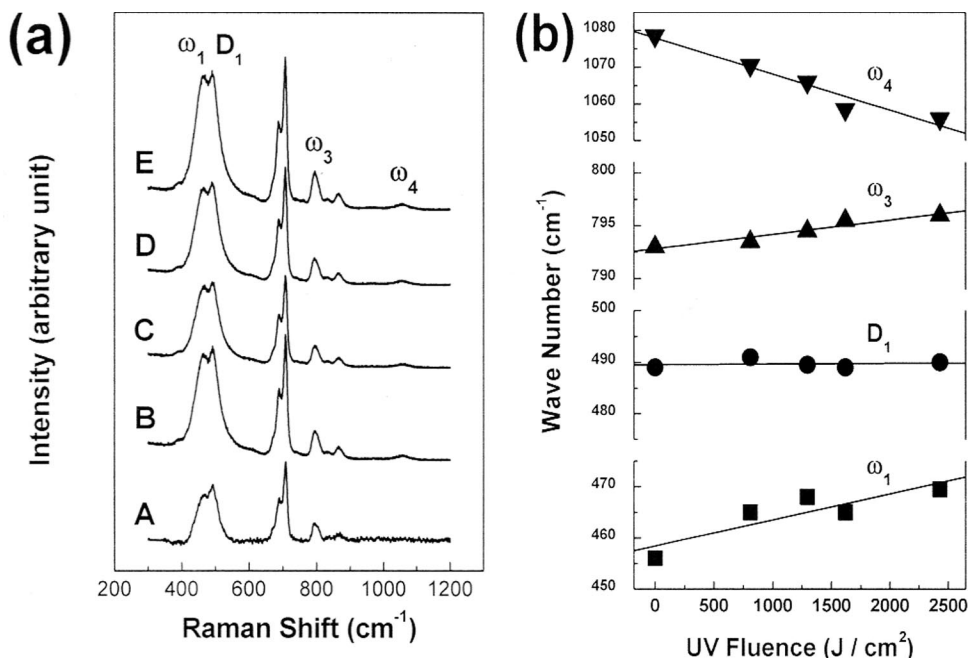 (a)
ω1 D1
ω3
ω4
E
D
C
B
A
Intensity (arbitrary unit)
200 400 600 800 1000 1200
Raman Shift (cm-1)
(b)
1080
1070
1060
1050
ω4
800
795
790
ω3
500
490
480
D1
470
460
450
ω1
Wave Number (cm-1)
0 500 1000 1500 2000 2500
UV Fluence (J / cm2)